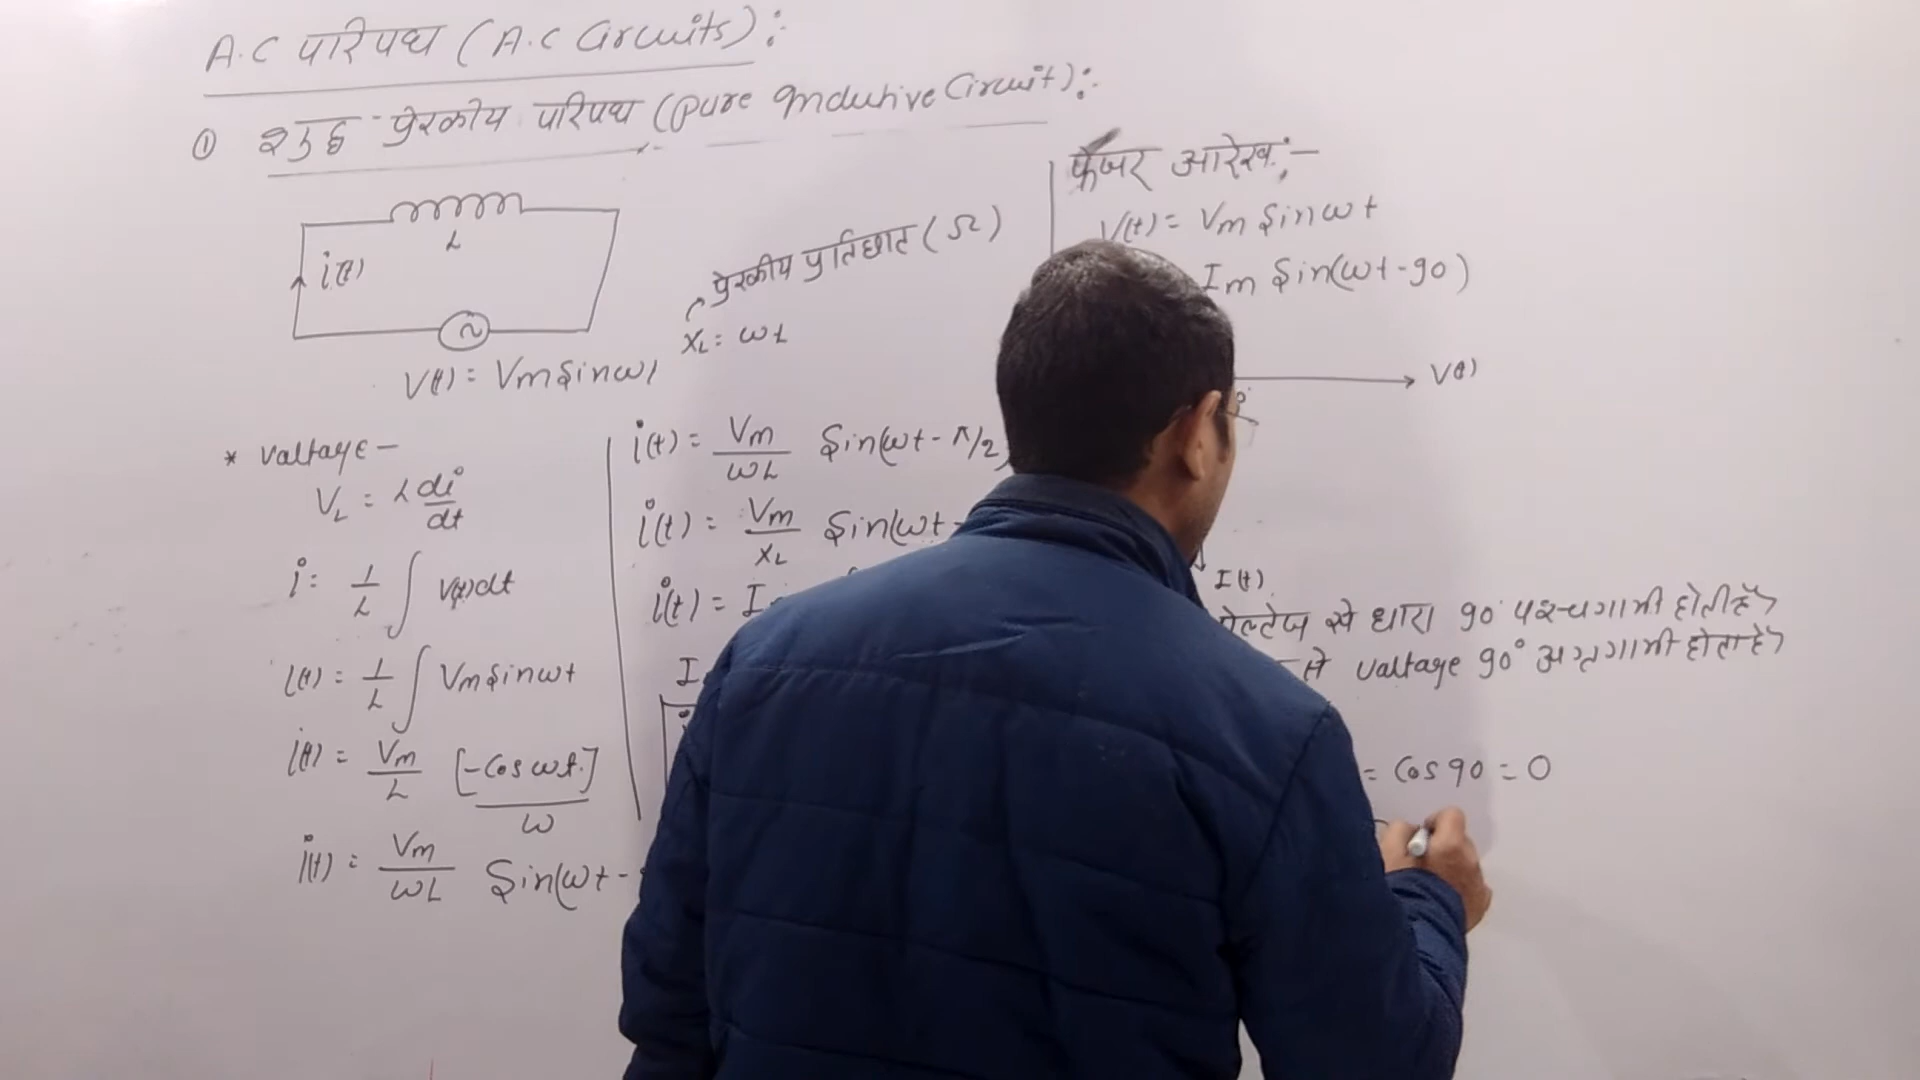 A.C परिपथ (A.C Circuits):
① शुद्ध प्रेरकीय परिपथ (Pure Inductive Circuit):
L
i(t)
V(t) = Vm Sinωt
प्रेरकीय प्रतिघात (Ω)
XL = ωL
* Valtage –
VL = L di/dt
i = 1/L ∫ V(t)dt
i(t) = 1/L ∫ Vm Sinωt
i(t) = Vm/L [-Cos ωt.]/ω
i(t) = Vm/ωL Sin(ωt -
i(t) = Vm/ωL Sin(ωt - π/2)
i(t) = Vm/XL Sin(ωt -
i(t) = I
I
फेजर आरेख:-
V(t) = Vm Sinωt
Im Sin(ωt-90)
V(t)
I(t)
वोल्टेज से धारा 90° पश्चगामी होती है
से Valtage 90° अग्रगामी होता है
= Cos 90 = 0